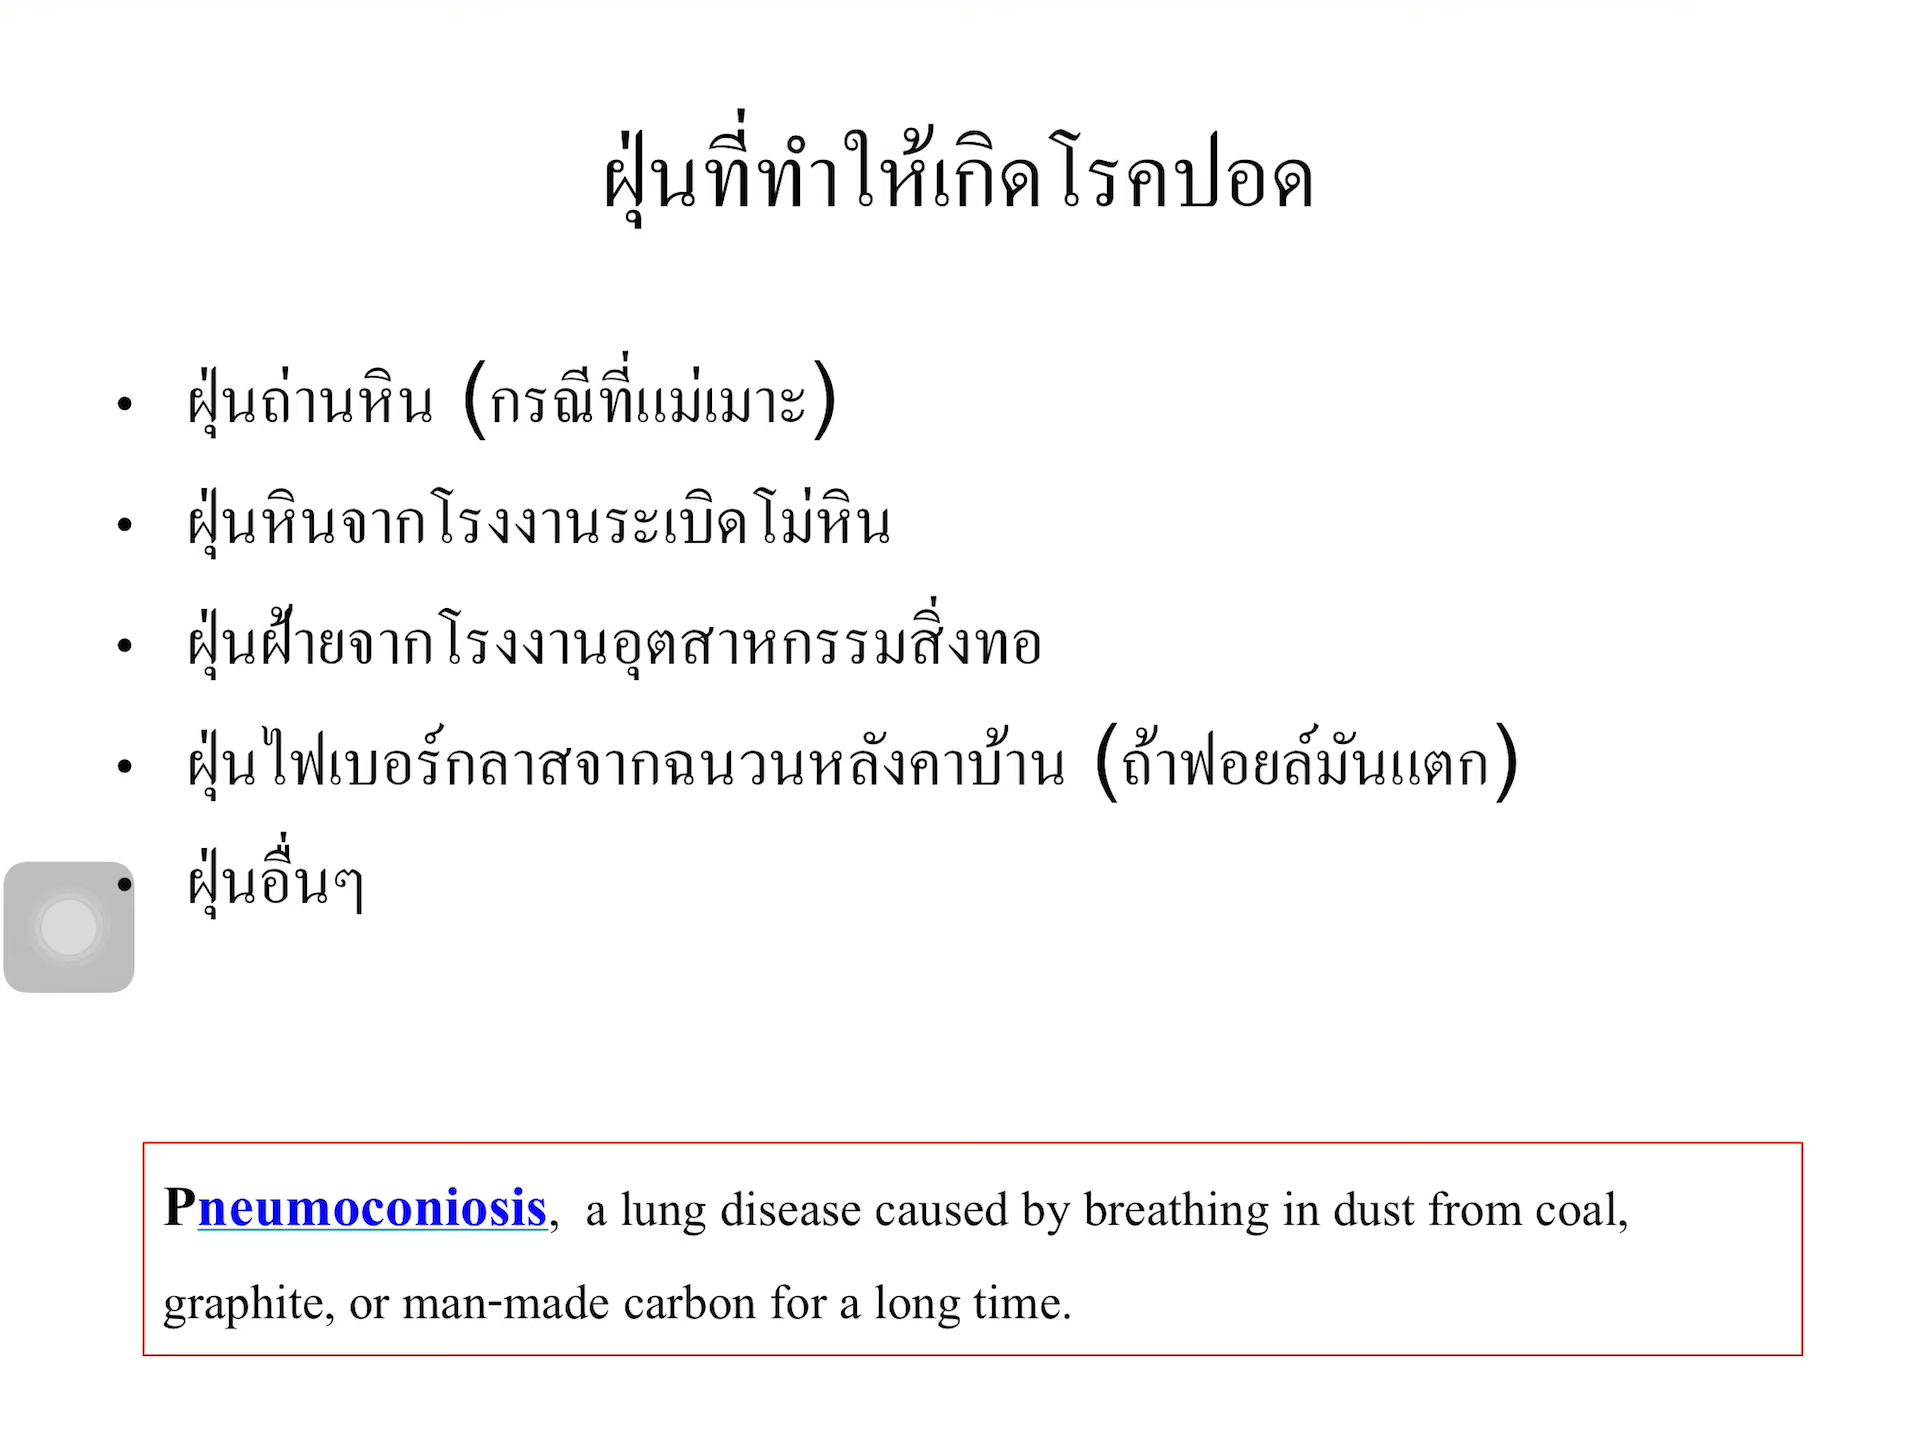 ฝุ่นที่ทำให้เกิดโรคปอด
• ฝุ่นถ่านหิน (กรณีที่แม่เมาะ)
• ฝุ่นหินจากโรงงานระเบิดโม่หิน
• ฝุ่นฝ้ายจากโรงงานอุตสาหกรรมสิ่งทอ
• ฝุ่นไฟเบอร์กลาสจากฉนวนหลังคาบ้าน (ถ้าฟอยล์มันแตก)
• ฝุ่นอื่นๆ
Pneumoconiosis, a lung disease caused by breathing in dust from coal,
graphite, or man-made carbon for a long time.